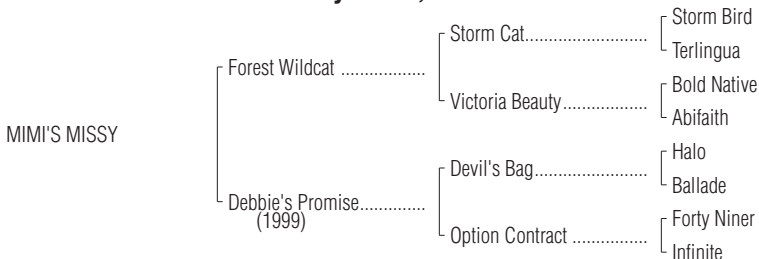 Storm Bird
Storm Cat..........................
Terlingua
Forest Wildcat ..................
Bold Native
Victoria Beauty..................
Abifaith
MIMI'S MISSY
Halo
Devil's Bag........................
Ballade
Debbie's Promise..............
(1999)
Forty Niner
Option Contract ................
Infinite